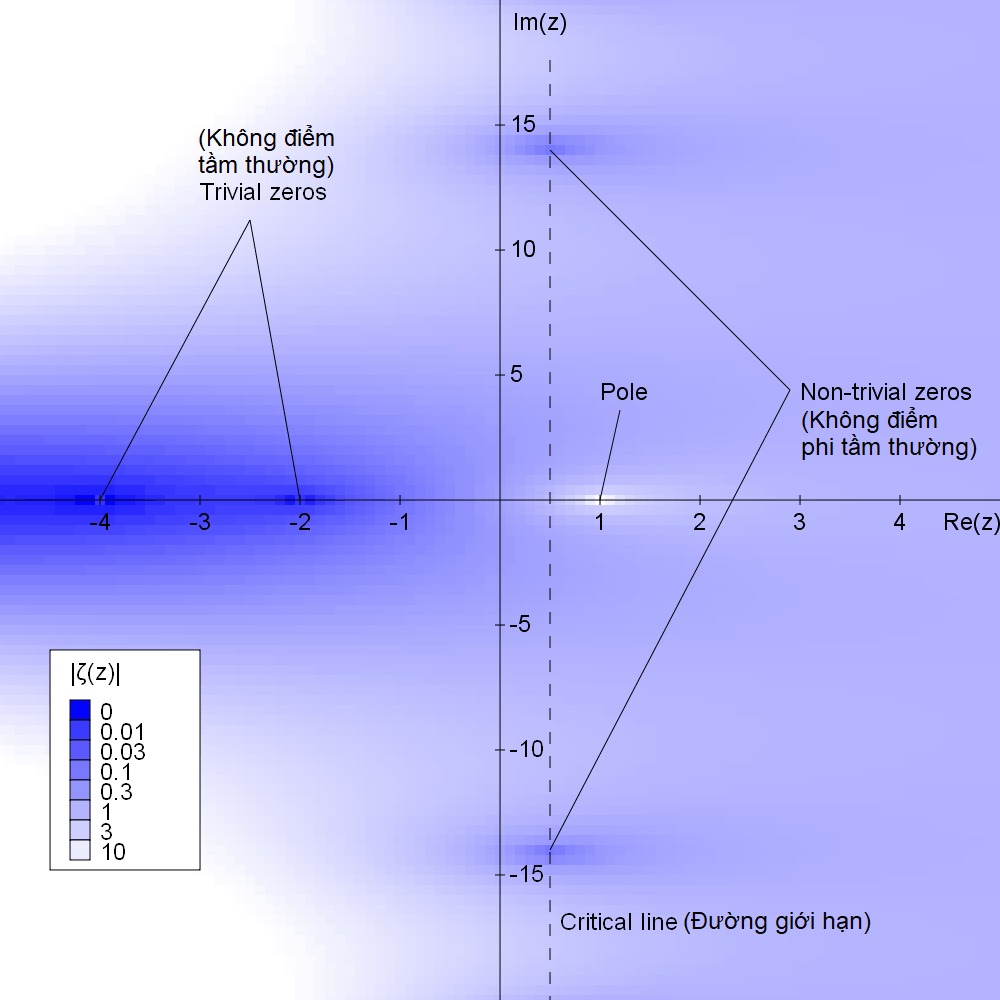 Im(z)
15
(Không điểm
tầm thường)
Trivial zeros
10
5
Pole
Non-trivial zeros
(Không điểm
phi tầm thường)
-4 -3 -2 -1 1 2 3 4 Re(z)
-5
|ζ(z)|
0
0.01
0.03
0.1
0.3
1
3
10
-10
-15
Critical line (Đường giới hạn)